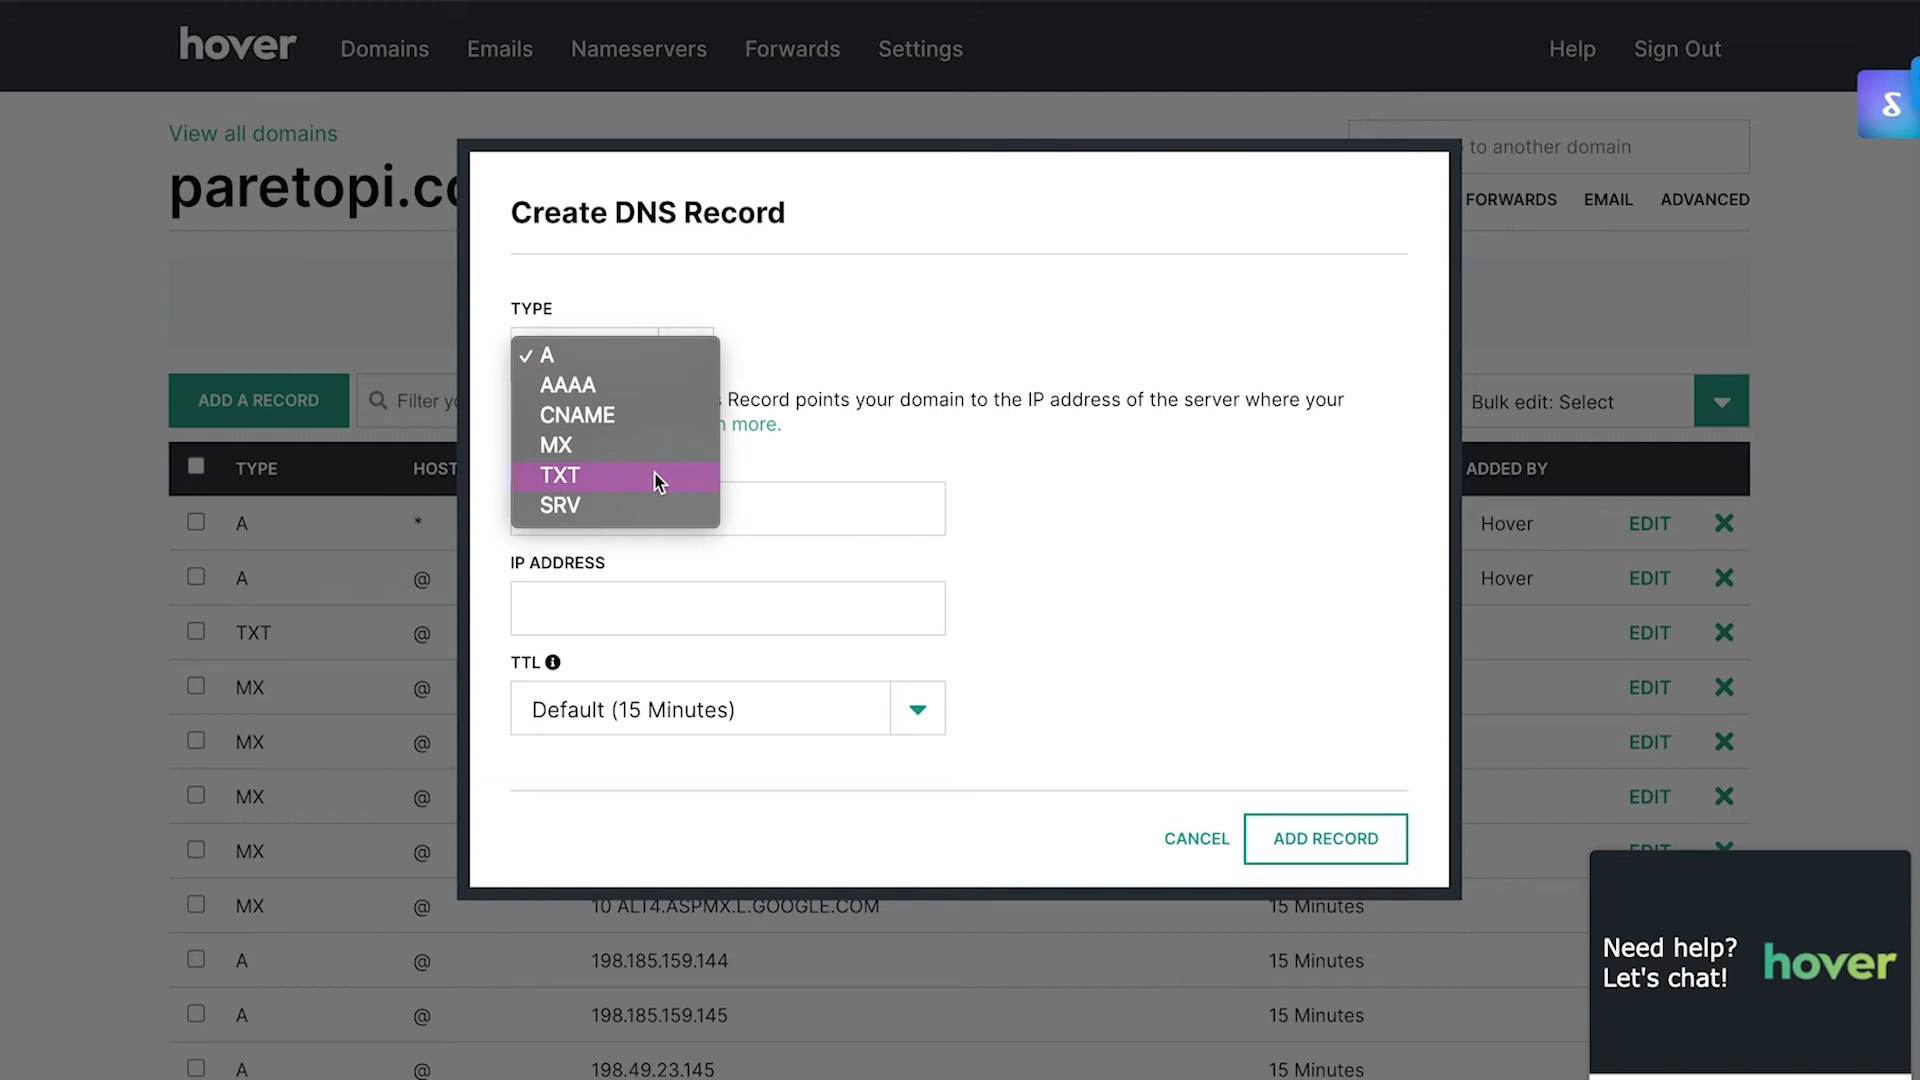 hover
Domains
Emails
Nameservers
Forwards
Settings
Help
Sign Out
View all domains
to another domain
paretopi.co
FORWARDS
EMAIL
ADVANCED
Create DNS Record
TYPE
✓ A
AAAA
CNAME
MX
TXT
SRV
Record points your domain to the IP address of the server where your
more.
IP ADDRESS
TTL
Default (15 Minutes)
CANCEL
ADD RECORD
ADD A RECORD
Filter
Bulk edit: Select
TYPE
HOST
ADDED BY
A * Hover EDIT
A @ Hover EDIT
TXT @ EDIT
MX @ EDIT
MX @ EDIT
MX @ EDIT
MX @ EDIT
MX @ 10 ALT4.ASPMX.L.GOOGLE.COM 15 Minutes
A @ 198.185.159.144 15 Minutes
A @ 198.185.159.145 15 Minutes
A @ 198.49.23.145 15 Minutes
Need help?
Let's chat!
hover